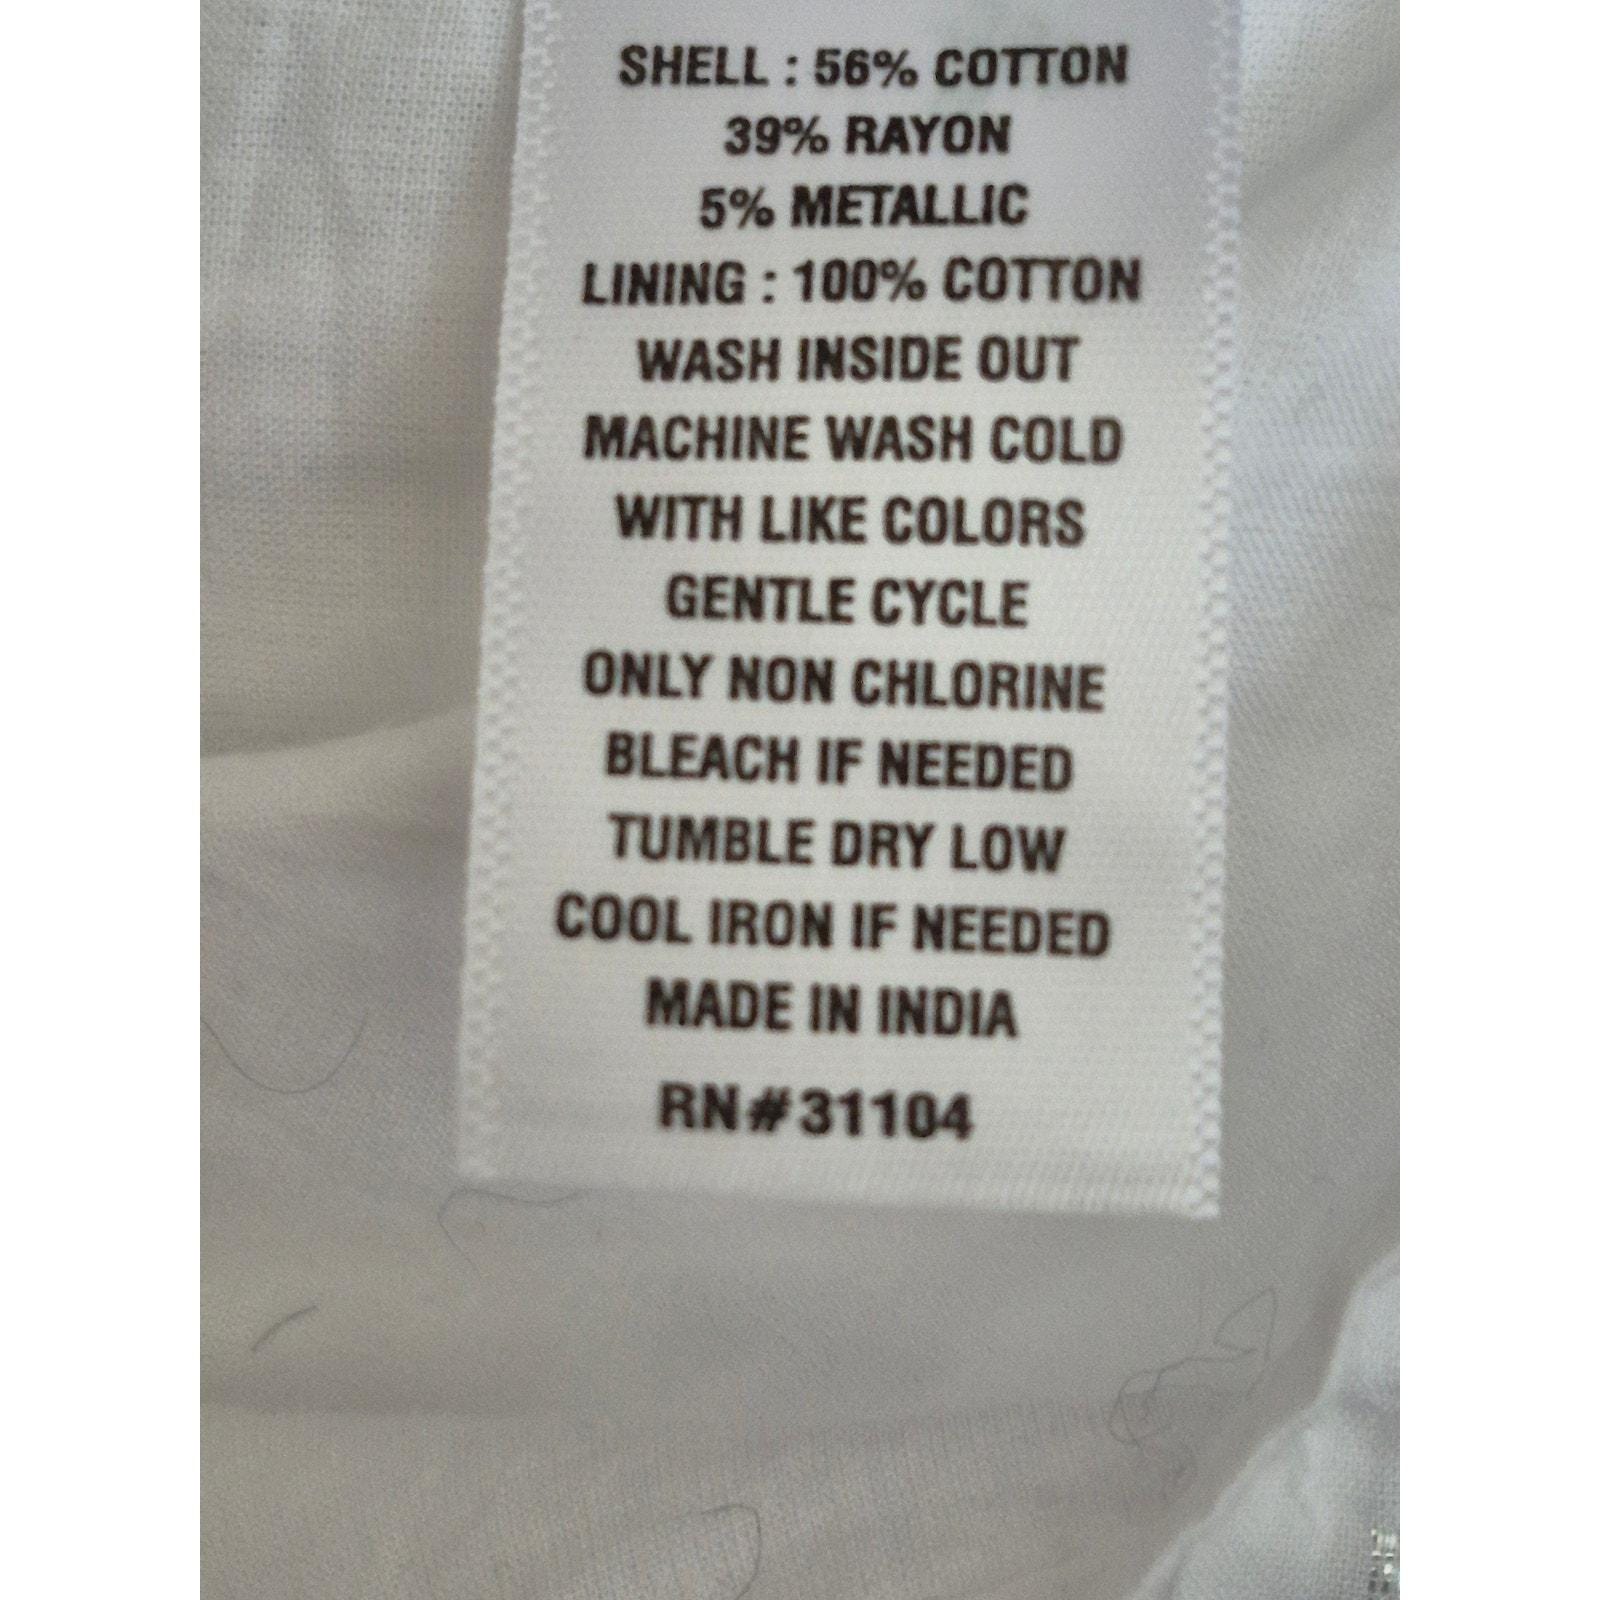 SHELL : 56% COTTON
39% RAYON
5% METALLIC
LINING : 100% COTTON
WASH INSIDE OUT
MACHINE WASH COLD
WITH LIKE COLORS
GENTLE CYCLE
ONLY NON CHLORINE
BLEACH IF NEEDED
TUMBLE DRY LOW
COOL IRON IF NEEDED
MADE IN INDIA
RN#31104